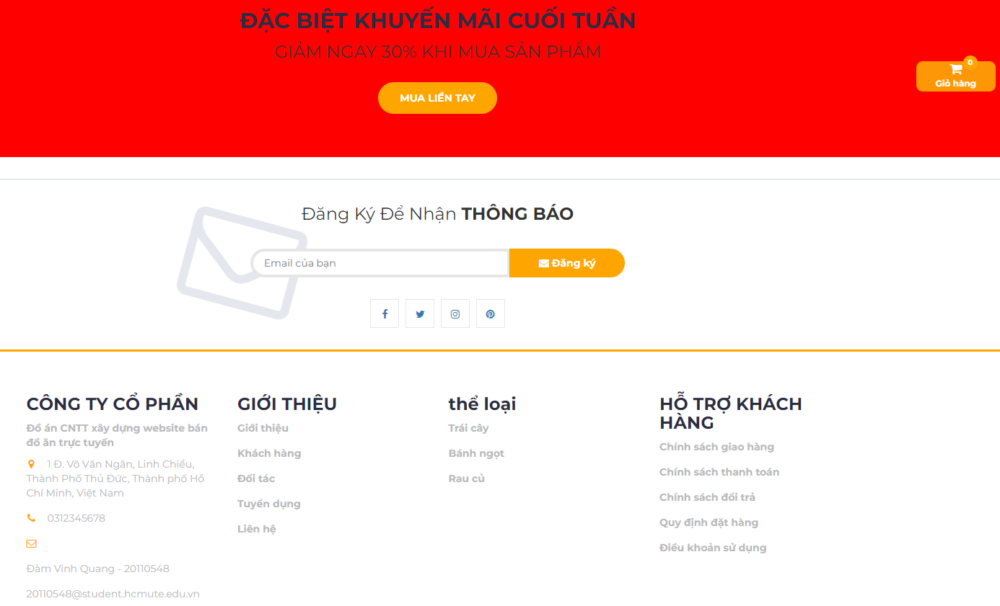 ĐẶC BIỆT KHUYẾN MÃI CUỐI TUẦN
GIẢM NGAY 30% KHI MUA SẢN PHẨM
0
Giỏ hàng
MUA LIỀN TAY
Đăng Ký Để Nhận THÔNG BÁO
Email của bạn
Đăng ký
CÔNG TY CỔ PHẦN
Đồ án CNTT xây dựng website bán
đồ ăn trực tuyến
1 Đ. Võ Văn Ngân, Linh Chiểu,
Thành Phố Thủ Đức, Thành phố Hồ
Chí Minh, Việt Nam
0312345678
Đàm Vinh Quang - 20110548
20110548@student.hcmute.edu.vn
GIỚI THIỆU
Giới thiệu
Khách hàng
Đối tác
Tuyển dụng
Liên hệ
thể loại
Trái cây
Bánh ngọt
Rau củ
HỖ TRỢ KHÁCH
HÀNG
Chính sách giao hàng
Chính sách thanh toán
Chính sách đổi trả
Quy định đặt hàng
Điều khoản sử dụng